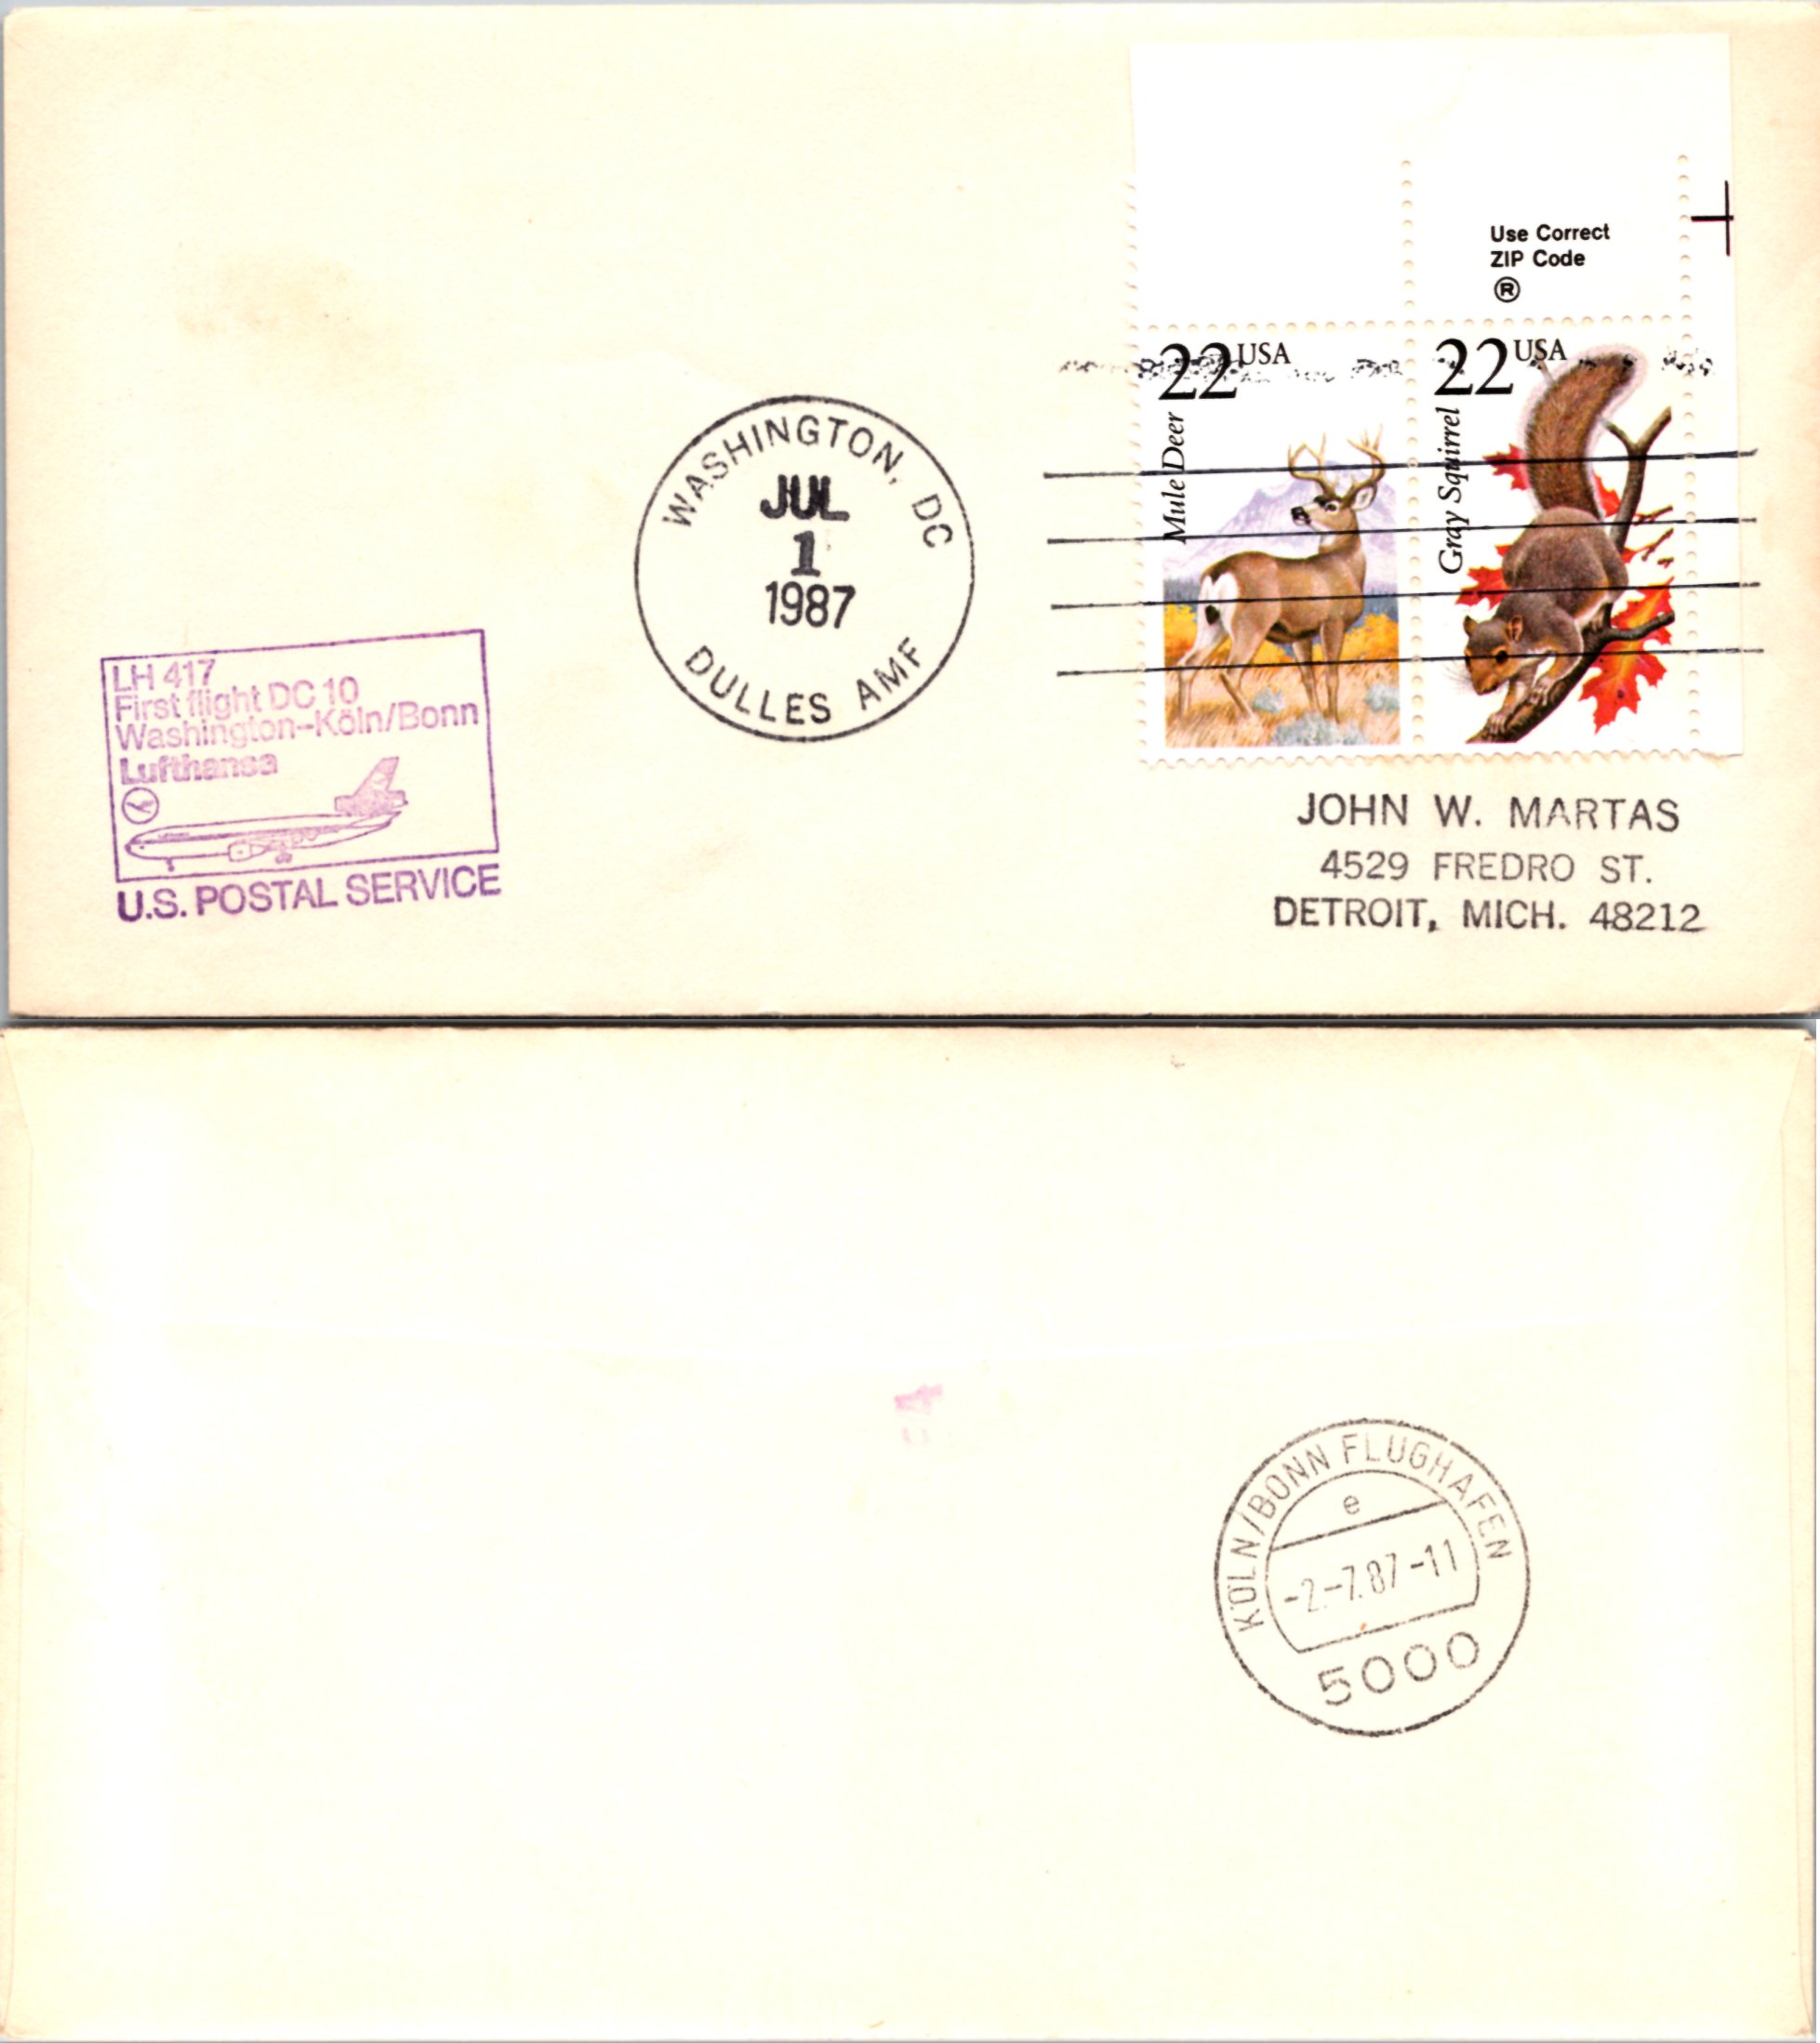 Use Correct
ZIP Code
®
22 USA
Mule Deer
22 USA
Gray Squirrel
WASHINGTON, DC
JUL
1
1987
DULLES AMF
LH 417
First flight DC 10
Washington-Köln/Bonn
Lufthansa
U.S. POSTAL SERVICE
JOHN W. MARTAS
4529 FREDRO ST.
DETROIT, MICH. 48212
KÖLN/BONN FLUGHAFEN
e
-2.-7.87-11
5000